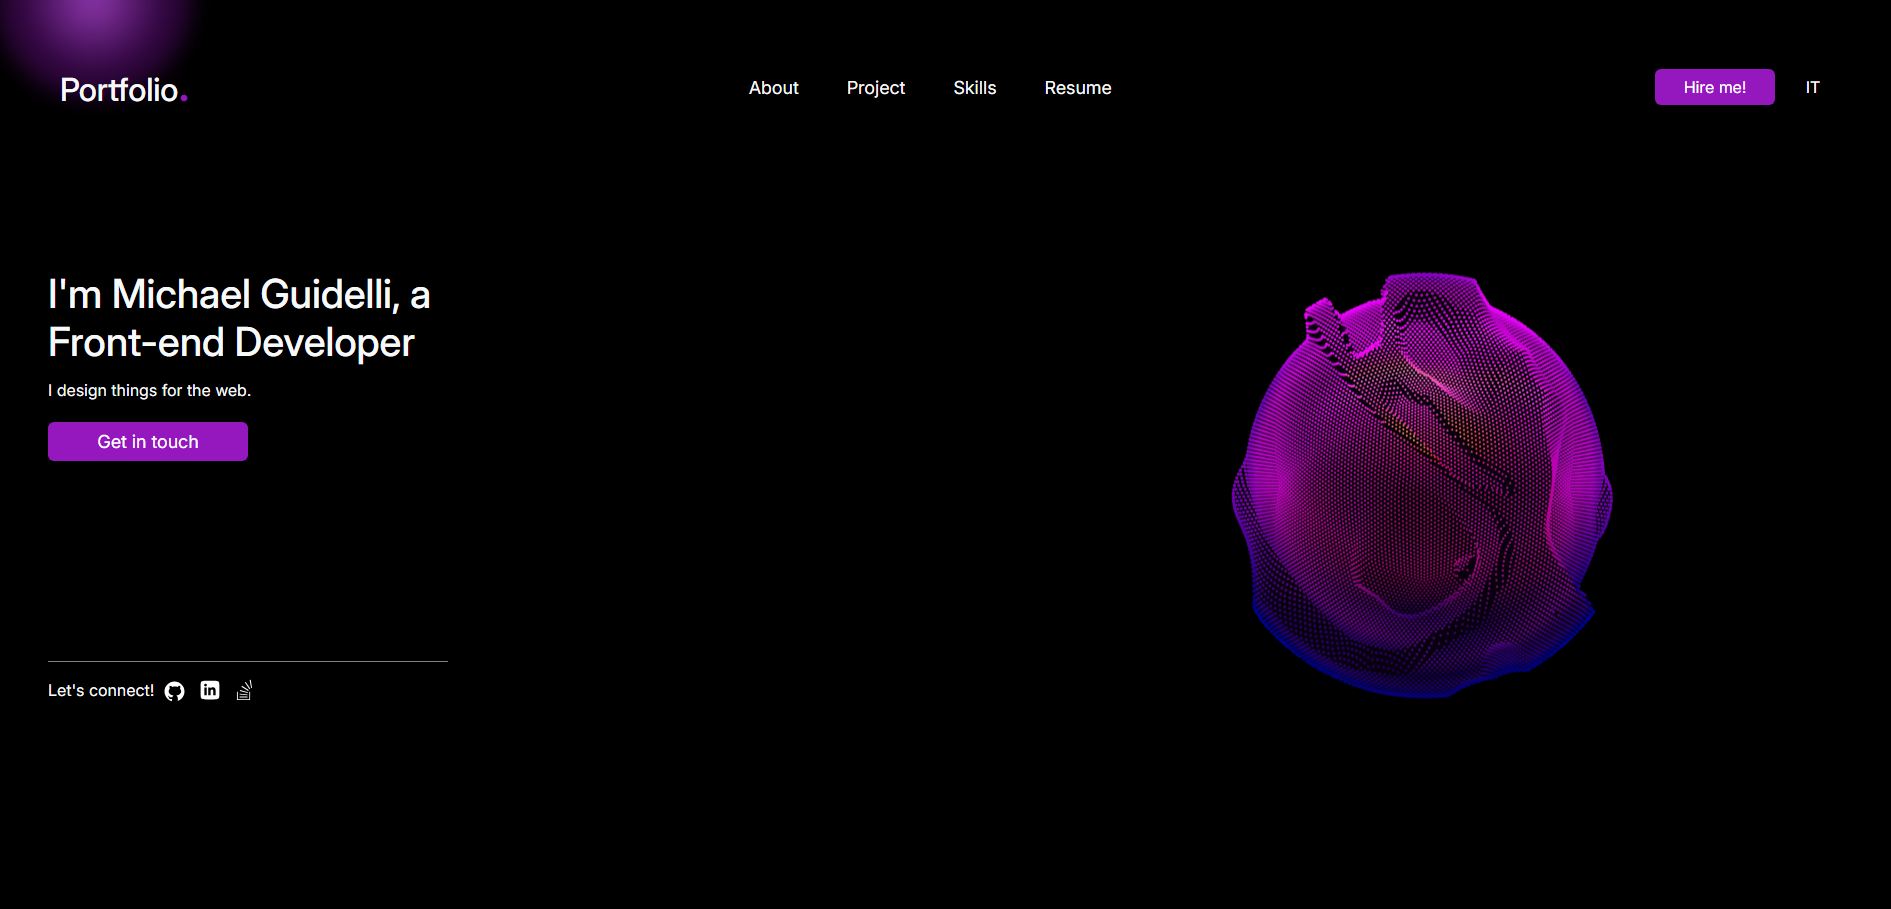 Portfolio.
About Project Skills Resume
Hire me! IT
I'm Michael Guidelli, a
Front-end Developer
I design things for the web.
Get in touch
Let's connect! in